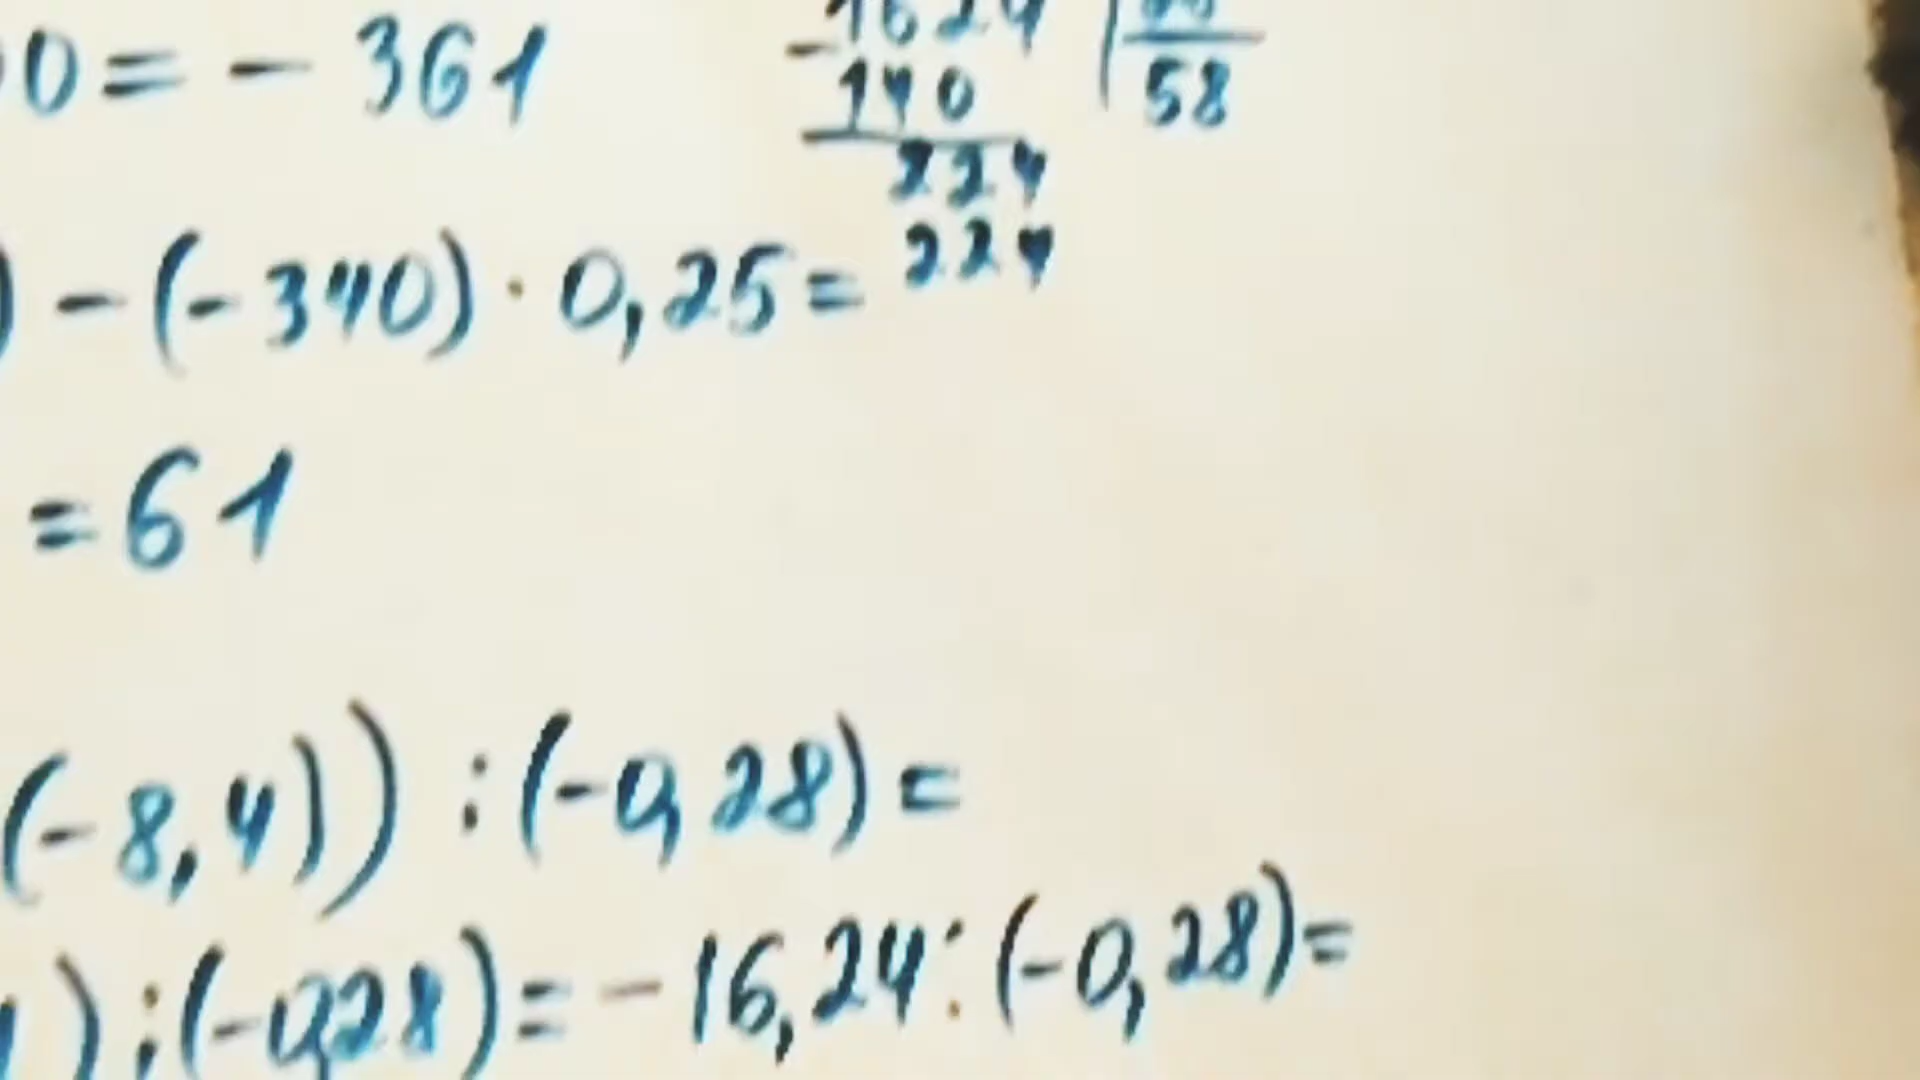 0 = - 361
- 1624
58
140
224
224
) - (- 340) · 0,25 =
= 61
(- 8,4)) : (- 0,28) =
) : (- 0,28) = - 16,24 : (- 0,28) =